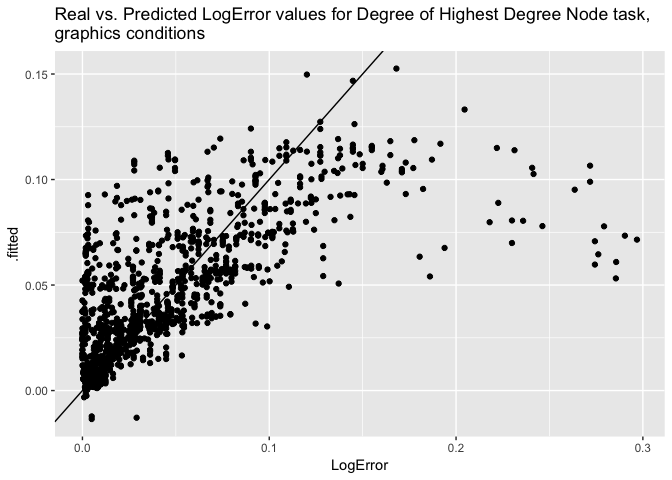 Real vs. Predicted LogError values for Degree of Highest Degree Node task,
graphics conditions
0.15
0.10
0.05
0.00
.fitted
0.0
0.1
0.2
0.3
LogError